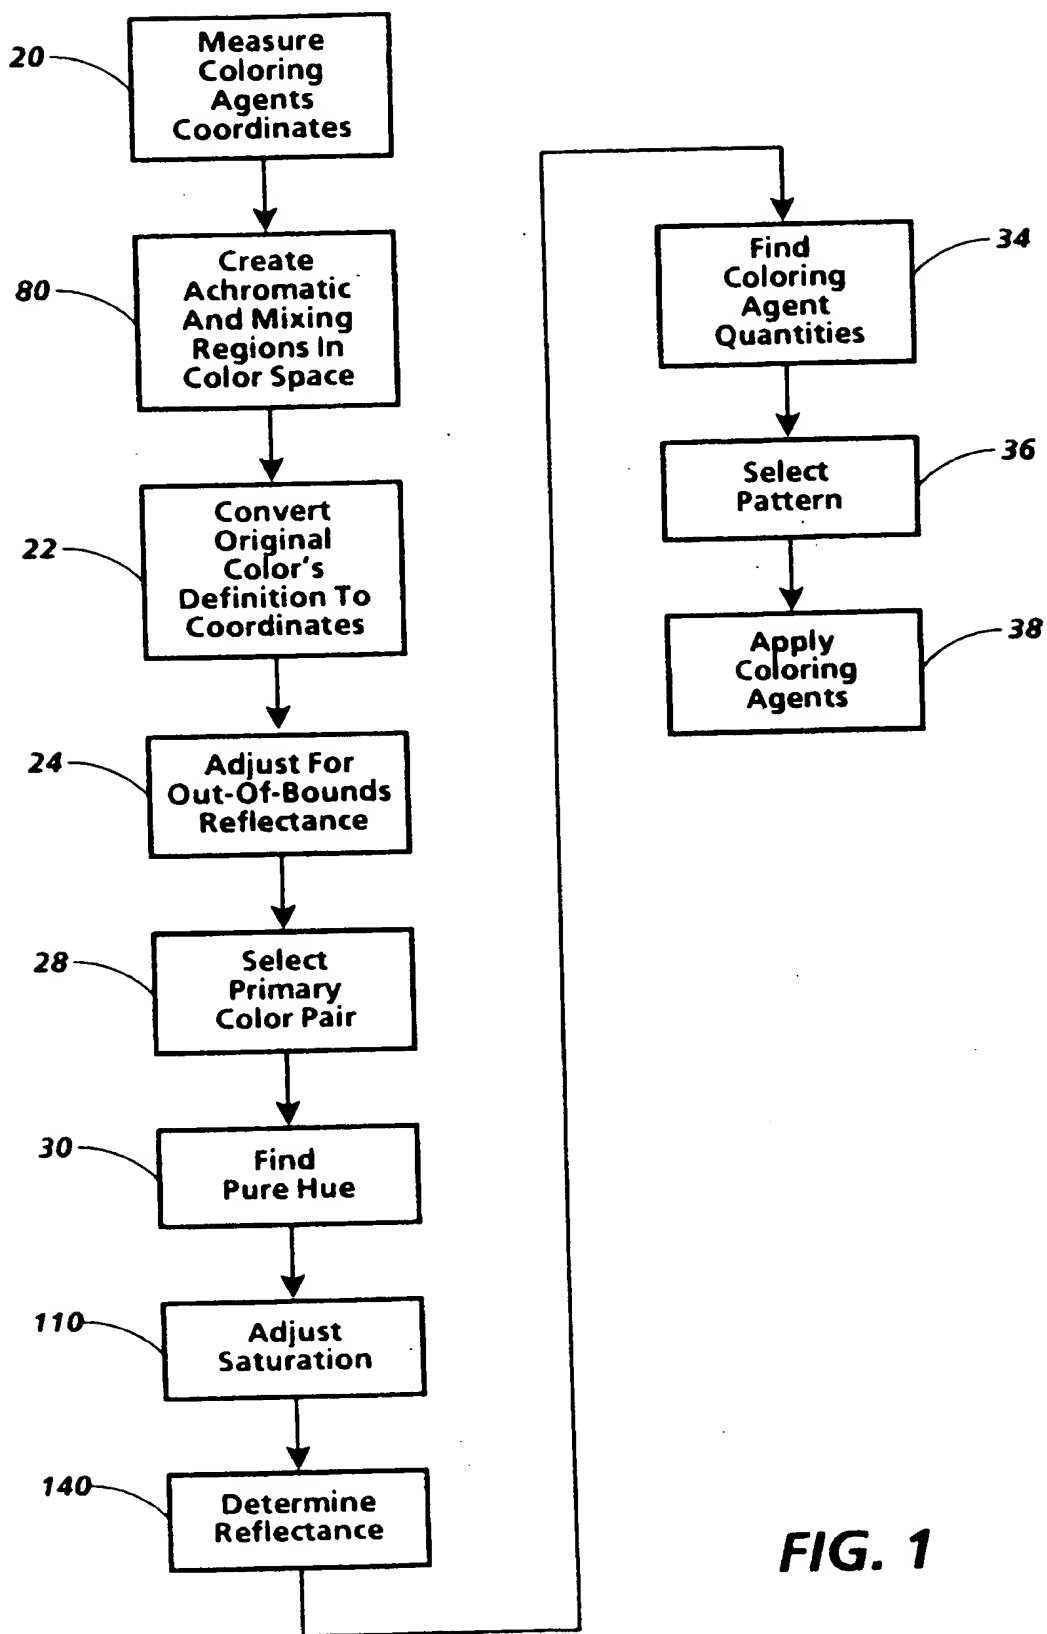 20
Measure
Coloring
Agents
Coordinates
80
Create
Achromatic
And Mixing
Regions In
Color Space
22
Convert
Original
Color's
Definition To
Coordinates
24
Adjust For
Out-Of-Bounds
Reflectance
28
Select
Primary
Color Pair
30
Find
Pure Hue
110
Adjust
Saturation
140
Determine
Reflectance
34
Find
Coloring
Agent
Quantities
36
Select
Pattern
38
Apply
Coloring
Agents
FIG. 1